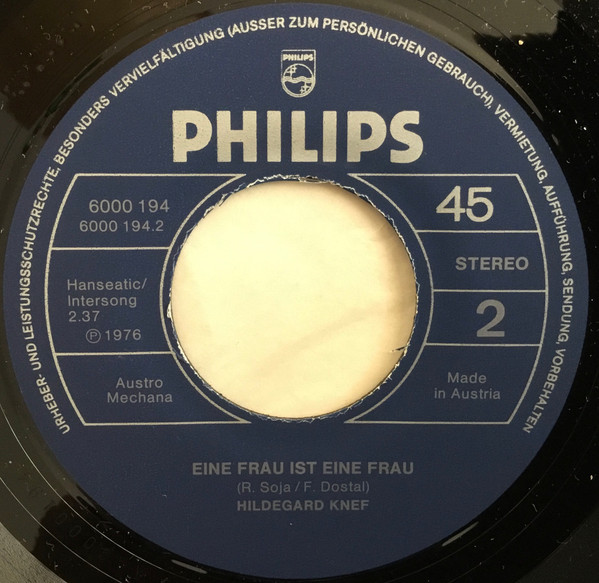 URHEBER- UND LEISTUNGSSCHUTZRECHTE, BESONDERS VERVIELFÄLTIGUNG (AUSSER ZUM PERSÖNLICHEN GEBRAUCH), VERMIETUNG, AUFFÜHRUNG, SENDUNG, VORBEHALTEN
PHILIPS
PHILIPS
6000 194
6000 194.2
45
STEREO
Hanseatic/
Intersong
2.37
℗ 1976
2
Austro
Mechana
Made
in Austria
EINE FRAU IST EINE FRAU
(R. Soja / F. Dostal)
HILDEGARD KNEF